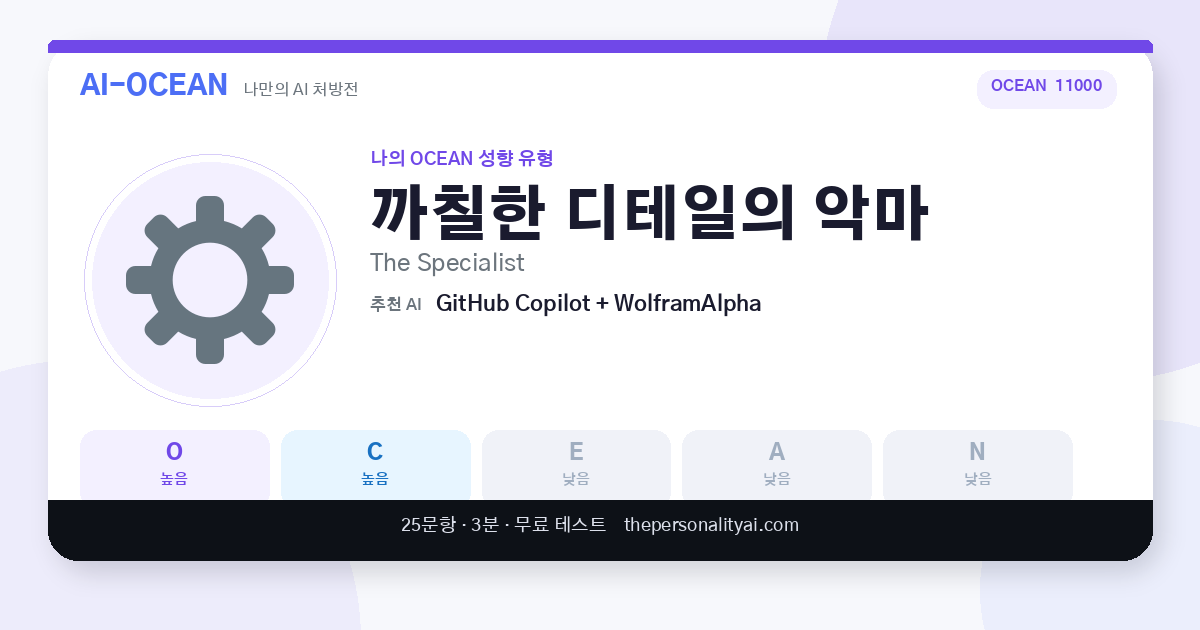 AI-OCEAN 나만의 AI 처방전
OCEAN 11000
나의 OCEAN 성향 유형
까칠한 디테일의 악마
The Specialist
추천 AI GitHub Copilot + WolframAlpha
O C E A N
높음 높음 낮음 낮음 낮음
25문항 · 3분 · 무료 테스트 thepersonalityai.com